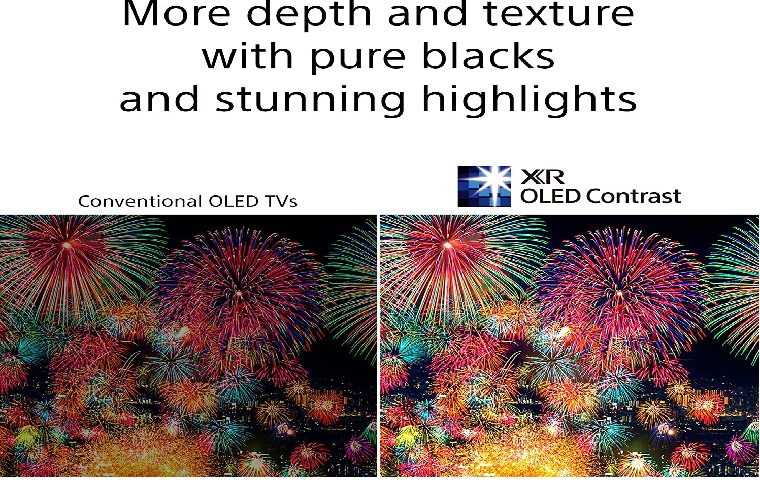 More depth and texture
with pure blacks
and stunning highlights
Conventional OLED TVs
XR
OLED Contrast